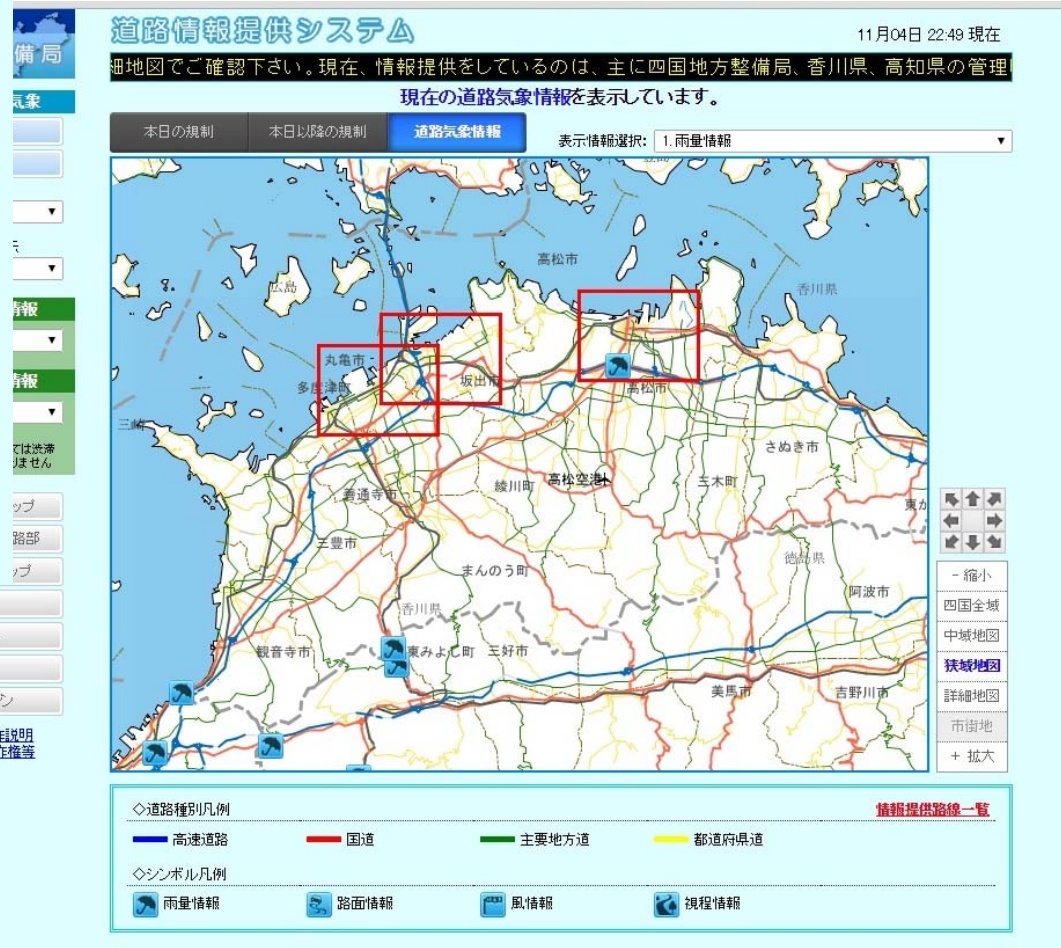 備局
道路情報提供システム
11月04日 22:49 現在
細地図でご確認下さい。現在、情報提供をしているのは、主に四国地方整備局、香川県、高知県の管理
現在の道路気象情報を表示しています。
気象
本日の規制
本日以降の規制
道路気象情報
表示情報選択:
1.雨量情報
高松市
広島
香川県
情報
丸亀市
多度津町
坂出市
高松市
情報
三崎
さぬき市
ては渋滞
りません
綾川町
高松空港
三木町
善通寺市
東か
ップ
路部
三豊市
徳島県
まんのう町
阿波市
ップ
香川県
観音寺市
東みよし町
三好市
美馬市
吉野川市
ン
作説明
作権等
- 縮小
四国全域
中域地図
狭域地図
詳細地図
市街地
+ 拡大
◇道路種別凡例
情報提供路線一覧
高速道路
国道
主要地方道
都道府県道
◇シンボル凡例
雨量情報
路面情報
風情報
視程情報